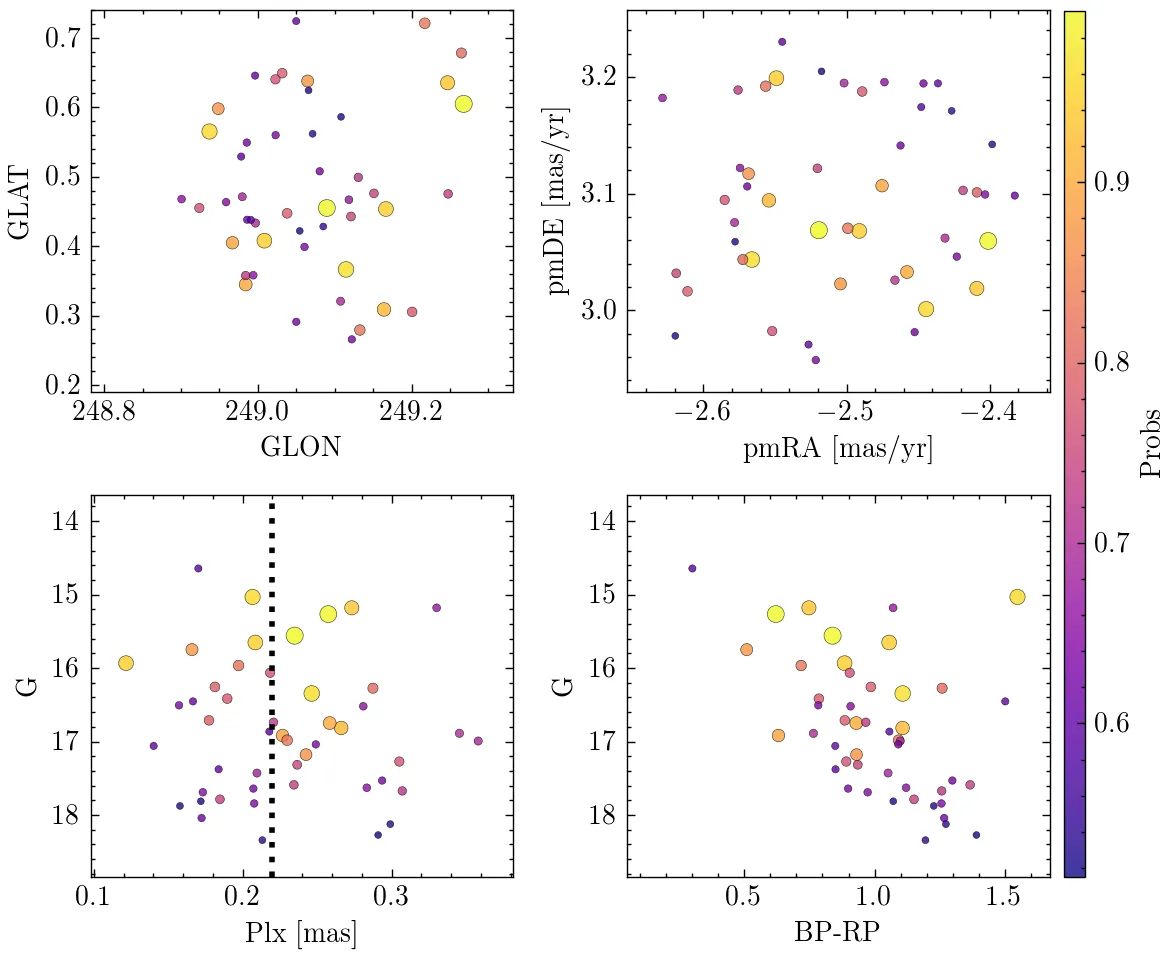 0.7
0.6
0.5
0.4
0.3
0.2
GLAT
248.8 249.0 249.2
GLON
3.2
3.1
3.0
pmDE [mas/yr]
−2.6 −2.5 −2.4
pmRA [mas/yr]
14
15
16
17
18
G
0.1 0.2 0.3
Plx [mas]
14
15
16
17
18
G
0.5 1.0 1.5
BP-RP
0.9
0.8
0.7
0.6
Probs